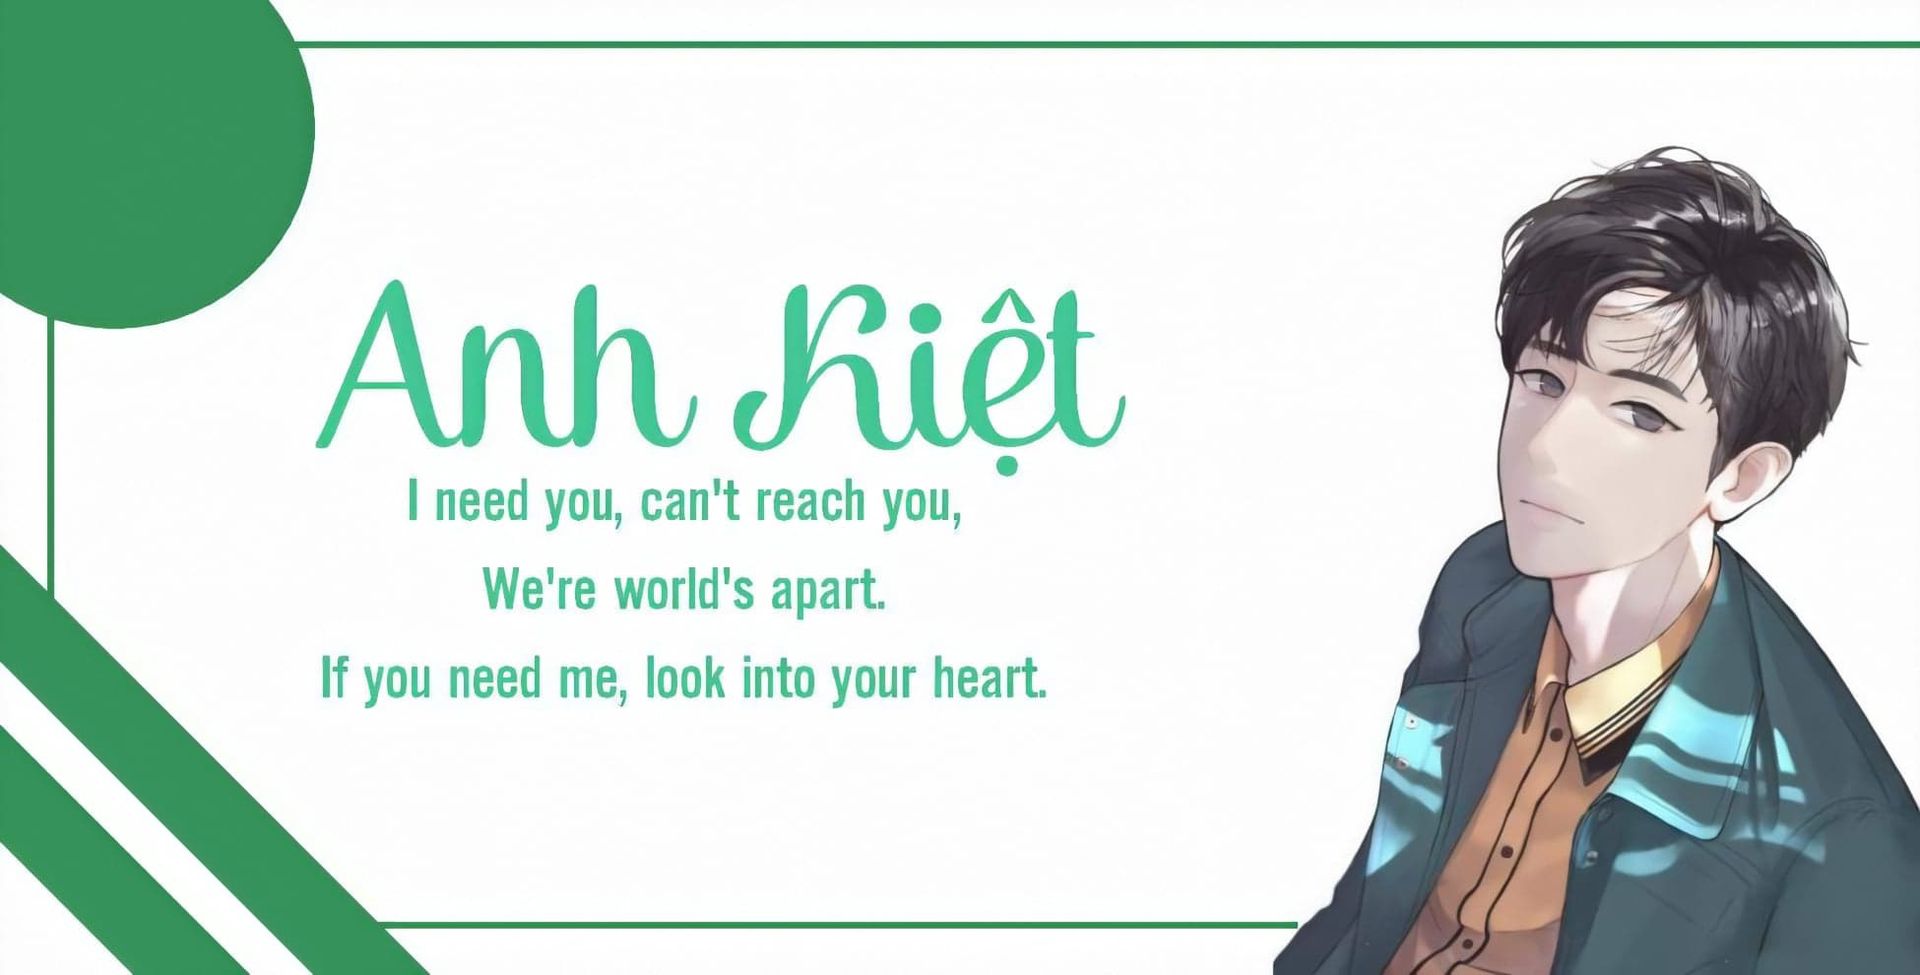 Anh Kiệt
I need you, can't reach you,
We're world's apart.
If you need me, look into your heart.